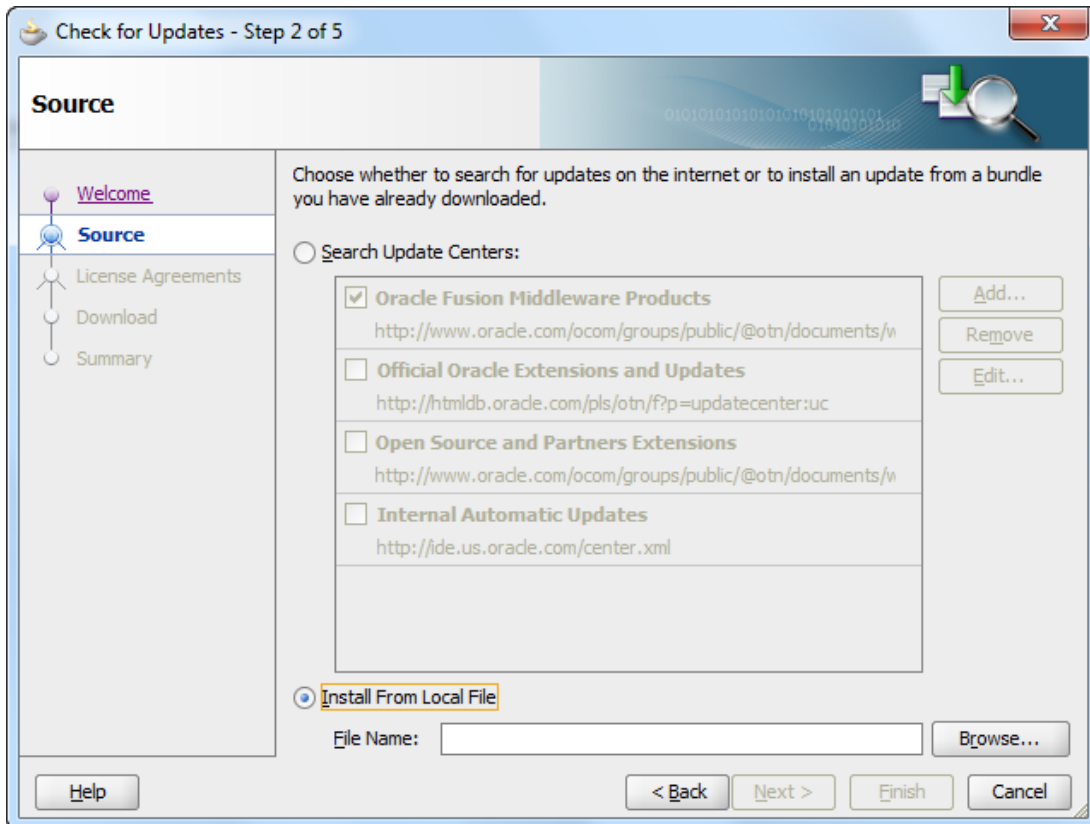 Check for Updates - Step 2 of 5
Source
01010101010101010101010101
01010101010
Welcome
Source
License Agreements
Download
Summary
Choose whether to search for updates on the internet or to install an update from a bundle
you have already downloaded.
Search Update Centers:
Oracle Fusion Middleware Products
http://www.oracle.com/ocom/groups/public/@otn/documents/w
Official Oracle Extensions and Updates
http://htmldb.oracle.com/pls/otn/f?p=updatecenter:uc
Open Source and Partners Extensions
http://www.oracle.com/ocom/groups/public/@otn/documents/w
Internal Automatic Updates
http://ide.us.oracle.com/center.xml
Add...
Remove
Edit...
Install From Local File
File Name:
Browse...
Help
< Back
Next >
Finish
Cancel